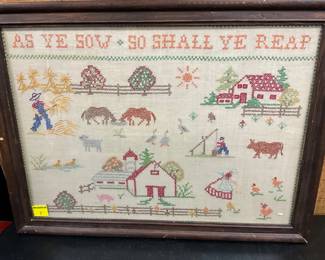 AS YE SOW · SO SHALL YE REAP